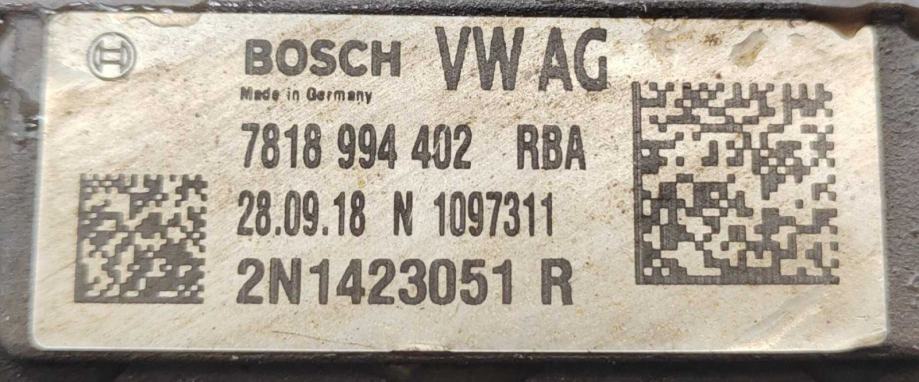 BOSCH VW AG
Made in Germany
7818 994 402 RBA
28.09.18 N 1097311
2N1423051 R